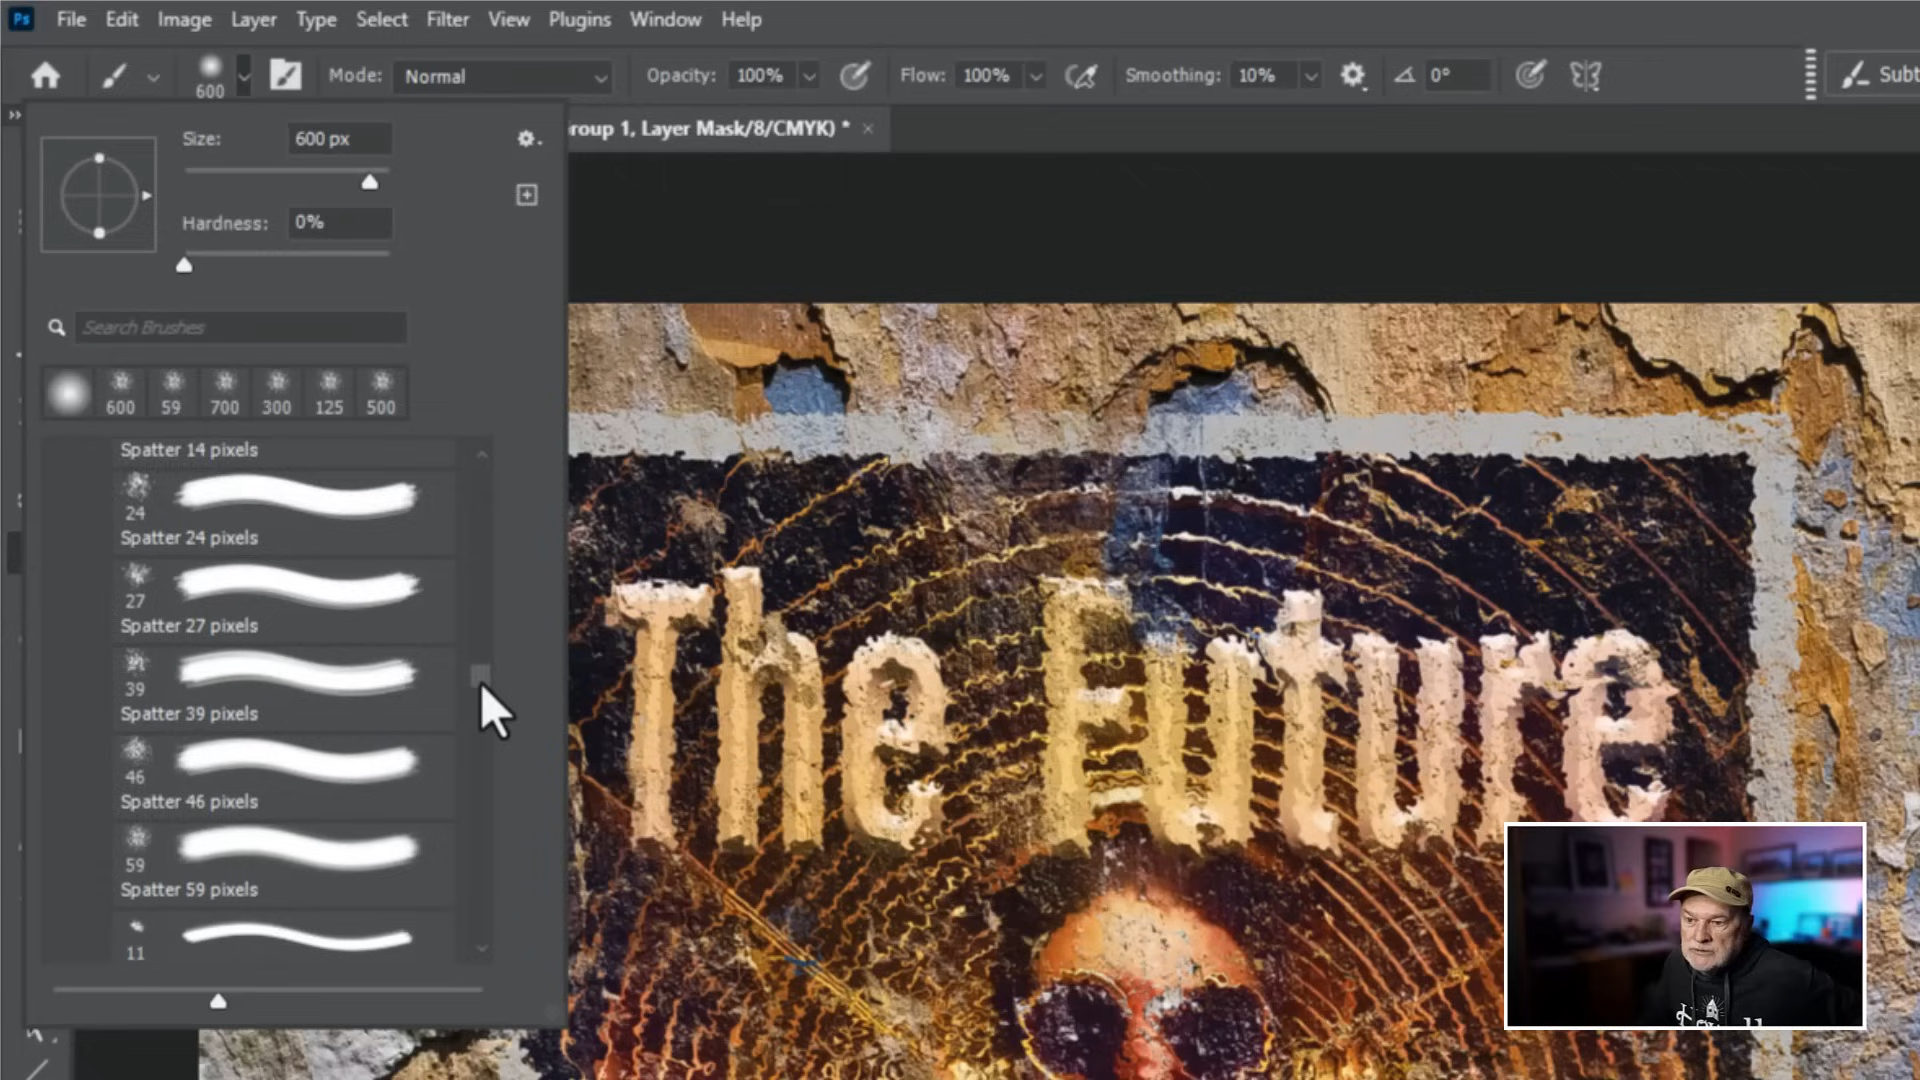 Ps File Edit Image Layer Type Select Filter View Plugins Window Help
600 Mode: Normal Opacity: 100% Flow: 100% Smoothing: 10% 0° Subt
roup 1, Layer Mask/8/CMYK) * ×
Size: 600 px
Hardness: 0%
Search Brushes
600 59 700 300 125 500
Spatter 14 pixels
24
Spatter 24 pixels
27
Spatter 27 pixels
39
Spatter 39 pixels
46
Spatter 46 pixels
59
Spatter 59 pixels
11
The Future